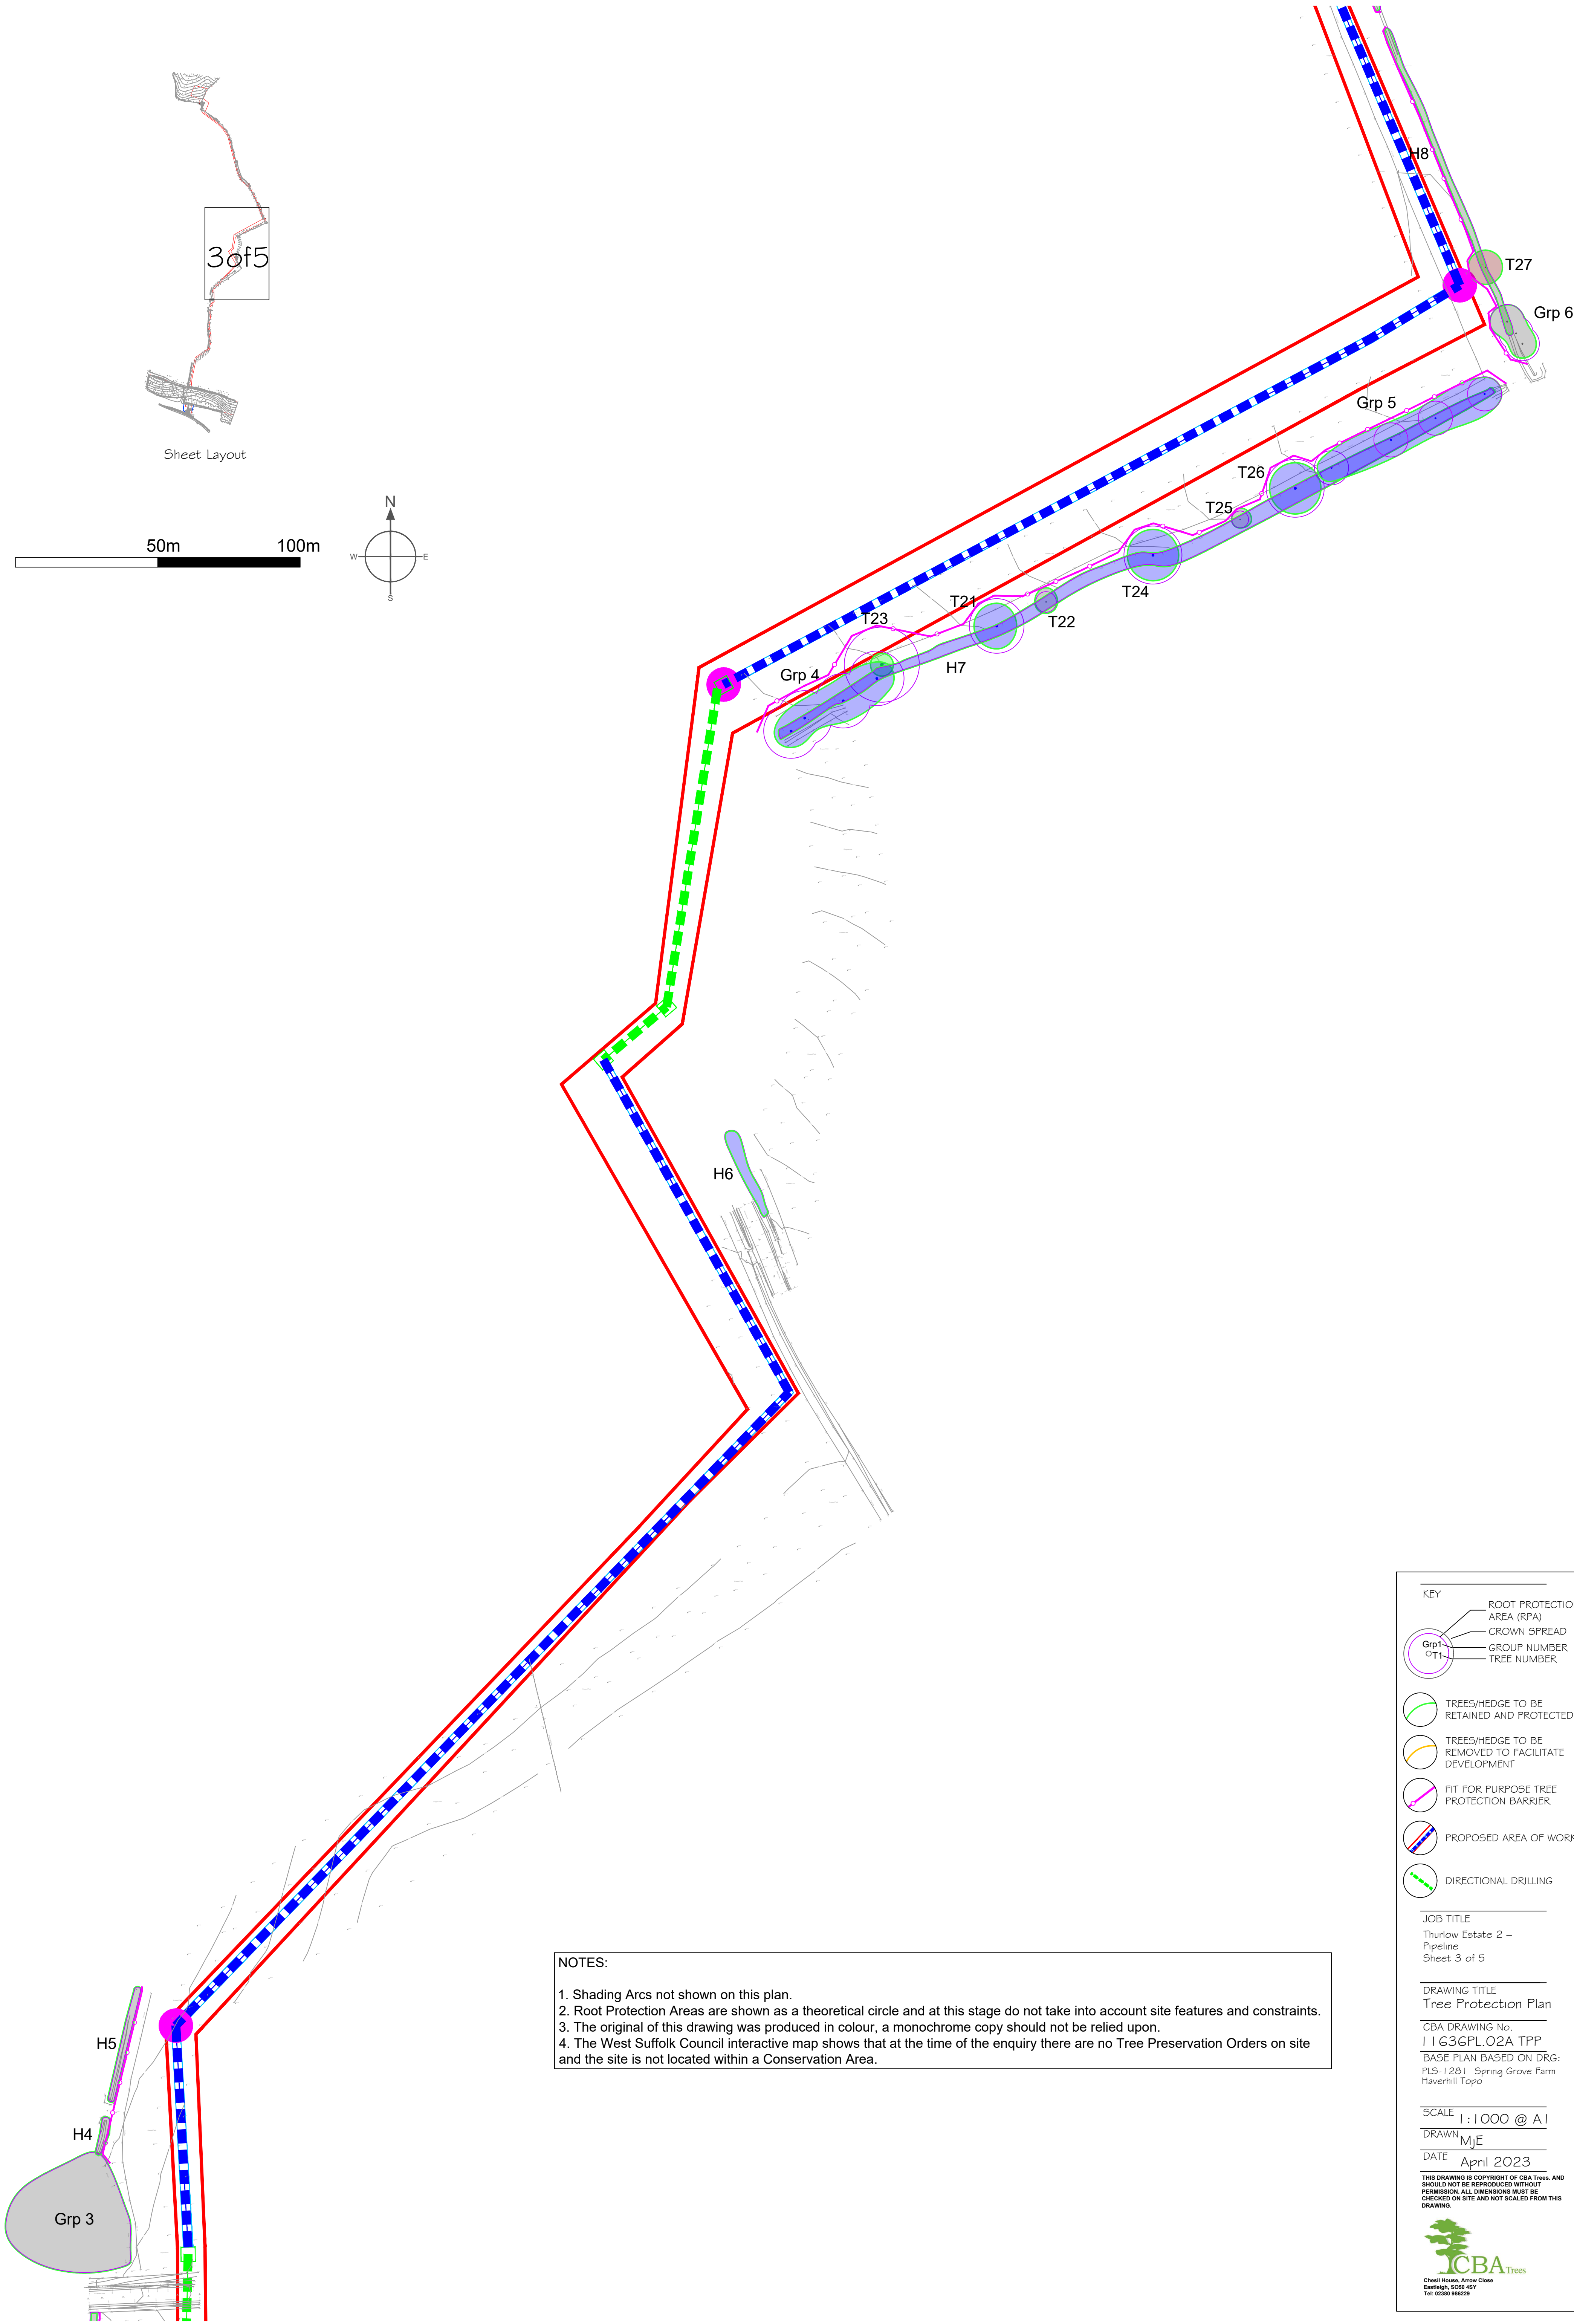 3of5
Sheet Layout
50m
100m
N
W
E
S
H8
T27
Grp 6
Grp 5
T26
T25
T24
T22
T21
T23
H7
Grp 4
H6
H5
H4
Grp 3
NOTES:
1. Shading Arcs not shown on this plan.
2. Root Protection Areas are shown as a theoretical circle and at this stage do not take into account site features and constraints.
3. The original of this drawing was produced in colour, a monochrome copy should not be relied upon.
4. The West Suffolk Council interactive map shows that at the time of the enquiry there are no Tree Preservation Orders on site
and the site is not located within a Conservation Area.
KEY
ROOT PROTECTIO
AREA (RPA)
CROWN SPREAD
GROUP NUMBER
TREE NUMBER
Grp1
T1
TREES/HEDGE TO BE
RETAINED AND PROTECTED
TREES/HEDGE TO BE
REMOVED TO FACILITATE
DEVELOPMENT
FIT FOR PURPOSE TREE
PROTECTION BARRIER
PROPOSED AREA OF WORK
DIRECTIONAL DRILLING
JOB TITLE
Thurlow Estate 2 –
Pipeline
Sheet 3 of 5
DRAWING TITLE
Tree Protection Plan
CBA DRAWING No.
11636PL.02A TPP
BASE PLAN BASED ON DRG:
PLS-1281 Spring Grove Farm
Haverhill Topo
SCALE 1:1000 @ A1
DRAWN MjE
DATE April 2023
THIS DRAWING IS COPYRIGHT OF CBA Trees. AND
SHOULD NOT BE REPRODUCED WITHOUT
PERMISSION. ALL DIMENSIONS MUST BE
CHECKED ON SITE AND NOT SCALED FROM THIS
DRAWING.
CBA Trees
Chesil House, Arrow Close
Eastleigh, SO50 4SY
Tel: 02380 986229